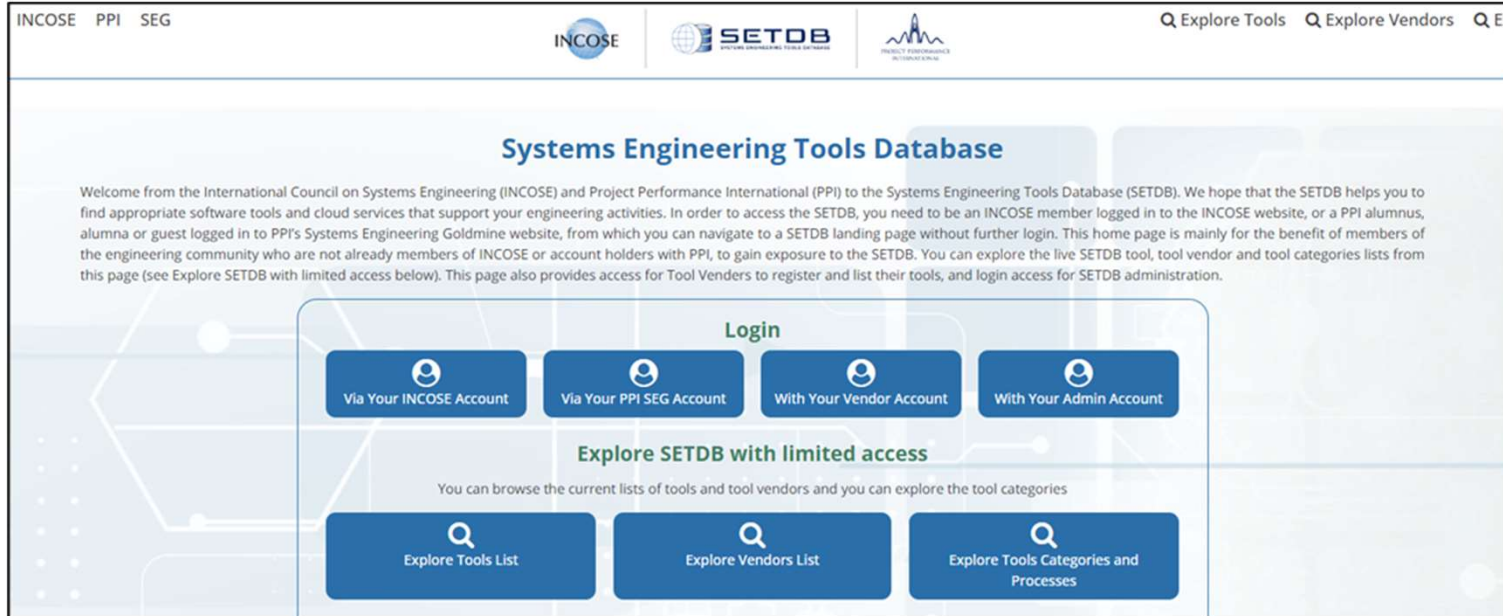 INCOSE PPI SEG
INCOSE
SETDB
SYSTEMS ENGINEERING TOOLS DATABASE
PROJECT PERFORMANCE
INTERNATIONAL
Explore Tools Explore Vendors E
Systems Engineering Tools Database
Welcome from the International Council on Systems Engineering (INCOSE) and Project Performance International (PPI) to the Systems Engineering Tools Database (SETDB). We hope that the SETDB helps you to
find appropriate software tools and cloud services that support your engineering activities. In order to access the SETDB, you need to be an INCOSE member logged in to the INCOSE website, or a PPI alumnus,
alumna or guest logged in to PPI's Systems Engineering Goldmine website, from which you can navigate to a SETDB landing page without further login. This home page is mainly for the benefit of members of
the engineering community who are not already members of INCOSE or account holders with PPI, to gain exposure to the SETDB. You can explore the live SETDB tool, tool vendor and tool categories lists from
this page (see Explore SETDB with limited access below). This page also provides access for Tool Venders to register and list their tools, and login access for SETDB administration.
Login
Via Your INCOSE Account
Via Your PPI SEG Account
With Your Vendor Account
With Your Admin Account
Explore SETDB with limited access
You can browse the current lists of tools and tool vendors and you can explore the tool categories
Explore Tools List
Explore Vendors List
Explore Tools Categories and
Processes